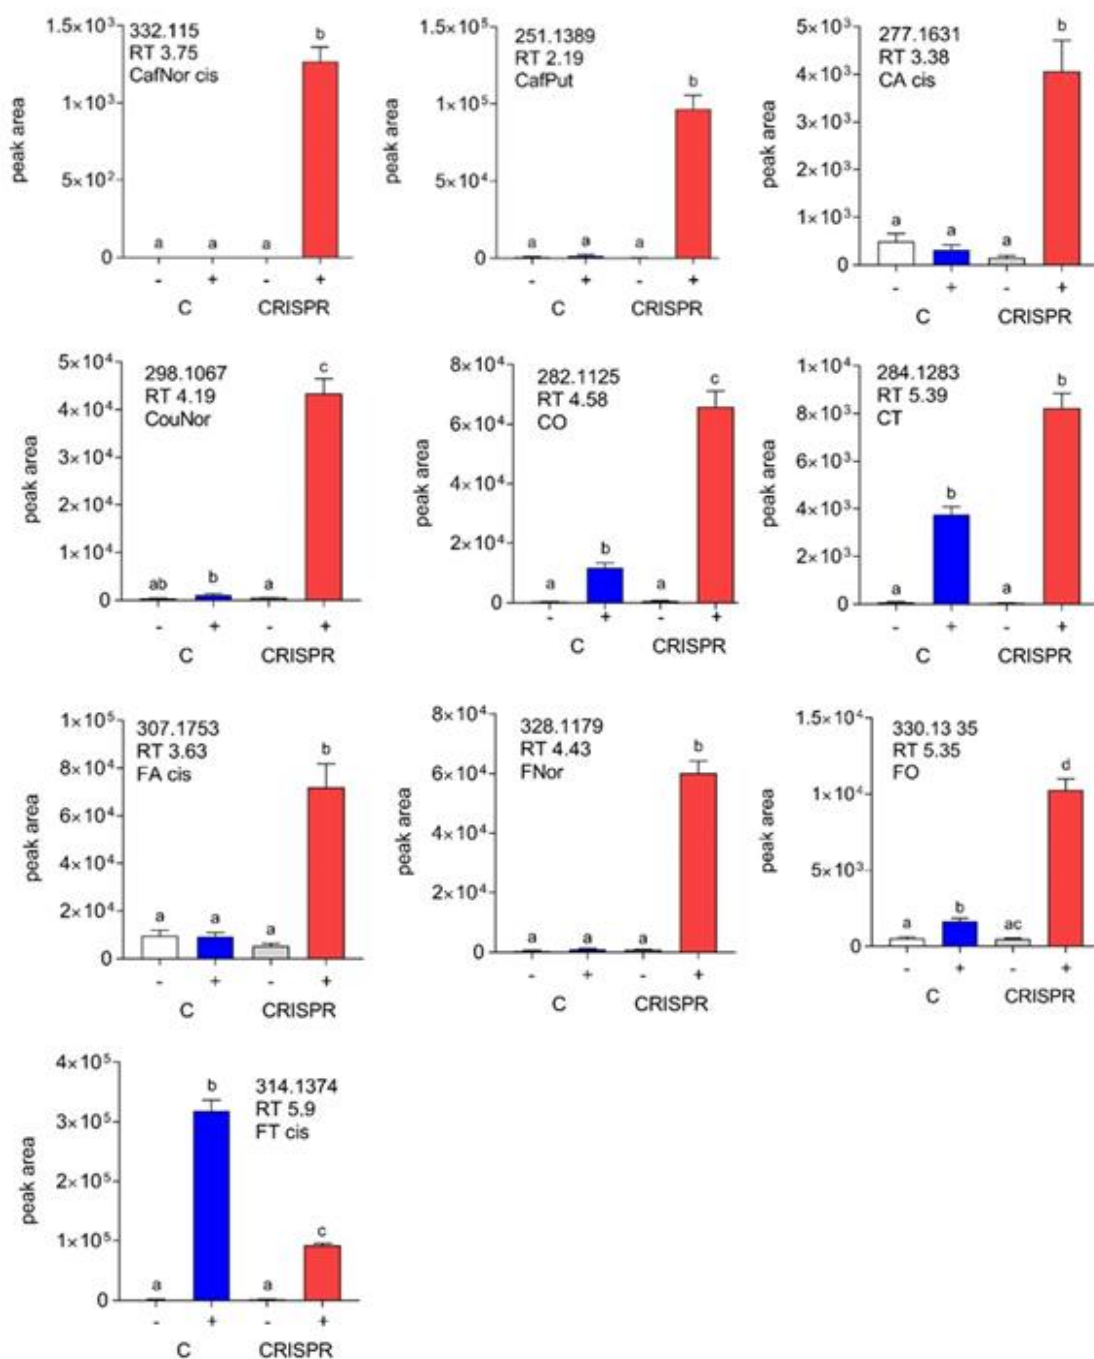 332.115
RT 3.75
CafNor cis
peak area
1.5×10³
1×10³
5×10²
0
a a a b
- + - +
C CRISPR
251.1389
RT 2.19
CafPut
peak area
1.5×10⁵
1×10⁵
5×10⁴
0
a a a b
- + - +
C CRISPR
277.1631
RT 3.38
CA cis
peak area
5×10³
4×10³
3×10³
2×10³
1×10³
0
a a a b
- + - +
C CRISPR
298.1067
RT 4.19
CouNor
peak area
5×10⁴
4×10⁴
3×10⁴
2×10⁴
1×10⁴
0
ab b a c
- + - +
C CRISPR
282.1125
RT 4.58
CO
peak area
8×10⁴
6×10⁴
4×10⁴
2×10⁴
0
a b a c
- + - +
C CRISPR
284.1283
RT 5.39
CT
peak area
1×10⁴
8×10³
6×10³
4×10³
2×10³
0
a b a b
- + - +
C CRISPR
307.1753
RT 3.63
FA cis
peak area
1×10⁵
8×10⁴
6×10⁴
4×10⁴
2×10⁴
0
a a a b
- + - +
C CRISPR
328.1179
RT 4.43
FNor
peak area
8×10⁴
6×10⁴
4×10⁴
2×10⁴
0
a a a b
- + - +
C CRISPR
330.13 35
RT 5.35
FO
peak area
1.5×10⁴
1×10⁴
5×10³
0
a b ac d
- + - +
C CRISPR
314.1374
RT 5.9
FT cis
peak area
4×10⁵
3×10⁵
2×10⁵
1×10⁵
0
a b a c
- + - +
C CRISPR